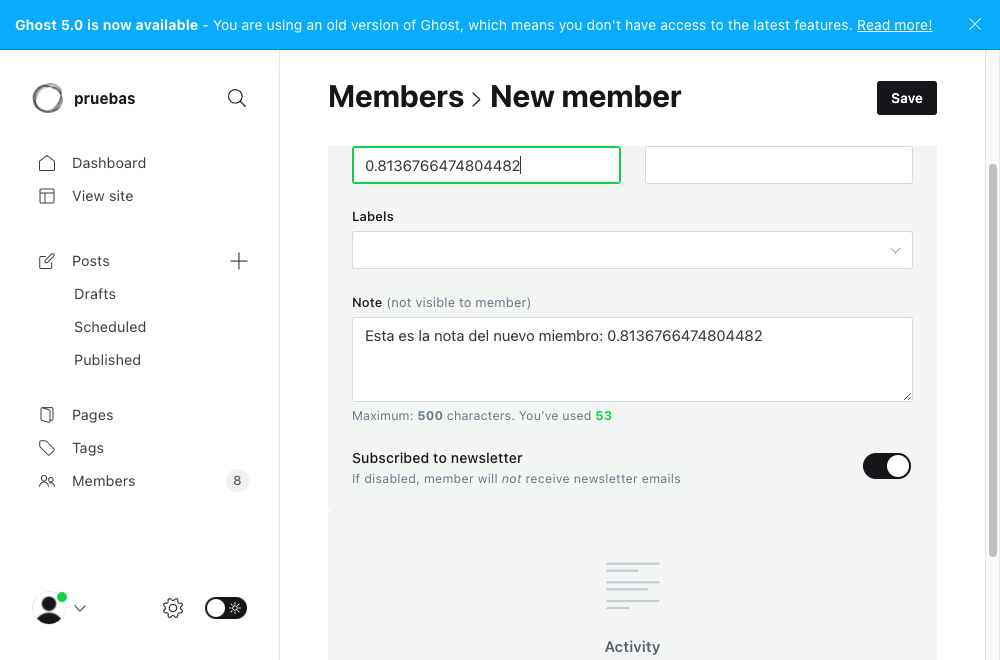 Ghost 5.0 is now available - You are using an old version of Ghost, which means you don't have access to the latest features. Read more!
pruebas
Dashboard
View site
Posts
Drafts
Scheduled
Published
Pages
Tags
Members
8
Members > New member
Save
0.8136766474804482
Labels
Note (not visible to member)
Esta es la nota del nuevo miembro: 0.8136766474804482
Maximum: 500 characters. You've used 53
Subscribed to newsletter
If disabled, member will not receive newsletter emails
Activity